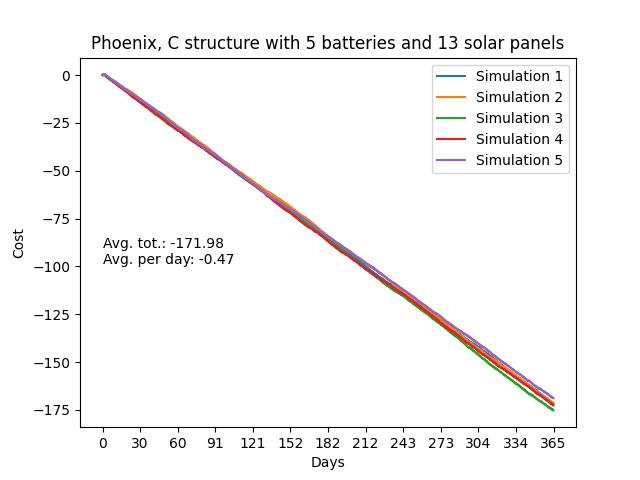 Phoenix, C structure with 5 batteries and 13 solar panels
Simulation 1
Simulation 2
Simulation 3
Simulation 4
Simulation 5
0
−25
−50
−75
−100
−125
−150
−175
Cost
Avg. tot.: -171.98
Avg. per day: -0.47
0 30 60 91 121 152 182 212 243 273 304 334 365
Days